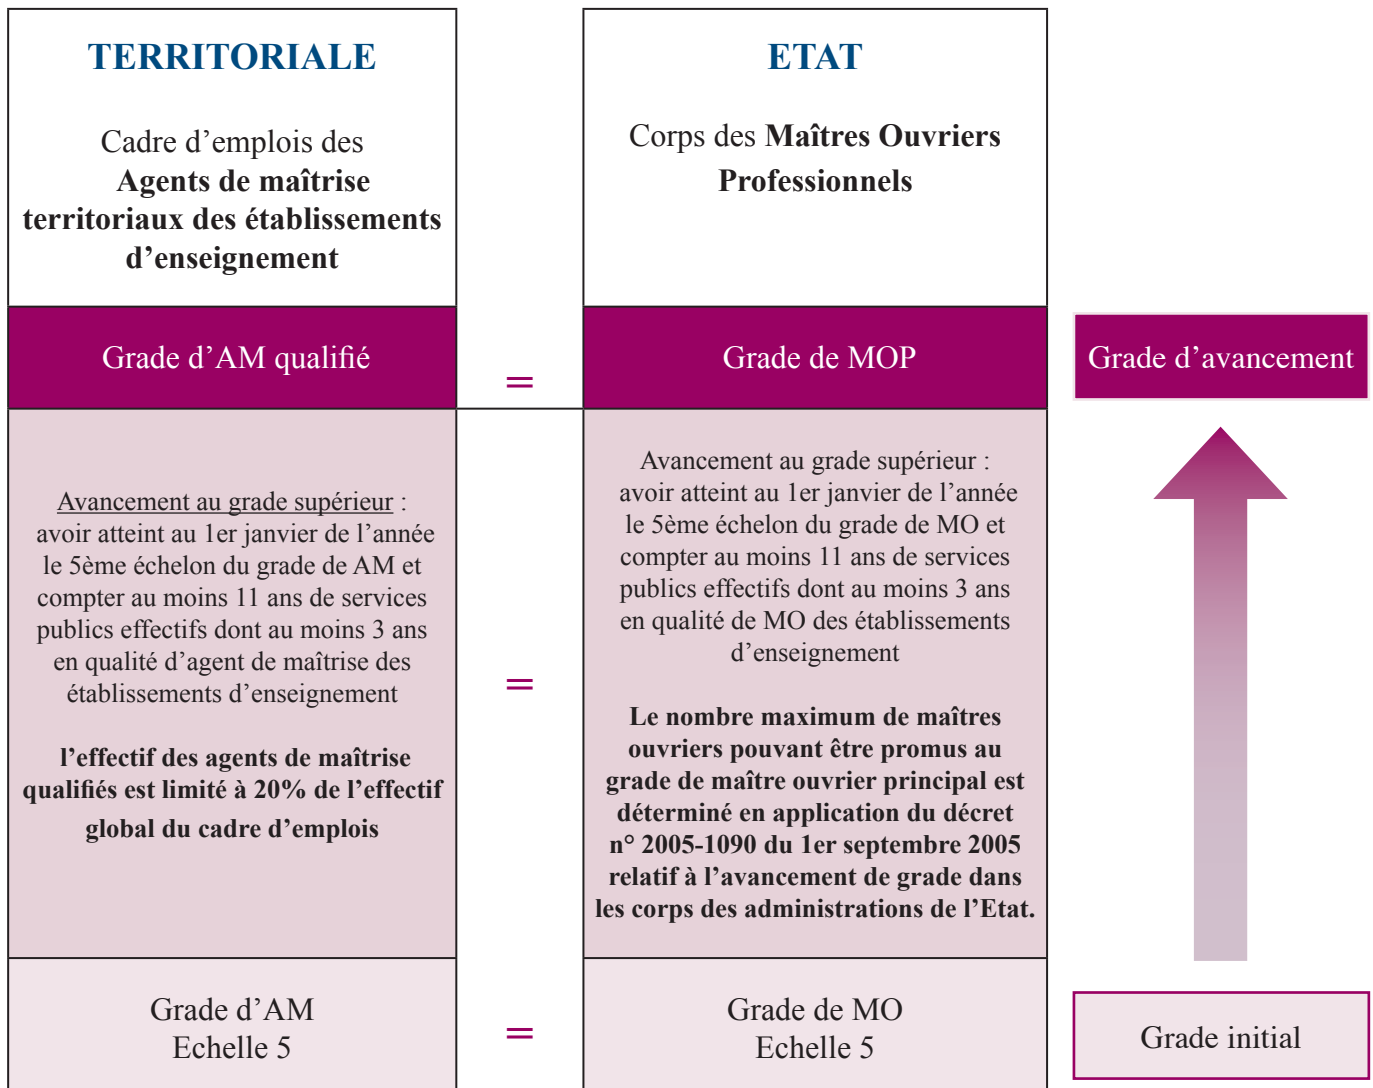 TERRITORIALE
Cadre d’emplois des
Agents de maîtrise
territoriaux des établissements
d’enseignement
ETAT
Corps des Maîtres Ouvriers
Professionnels
Grade d’AM qualifié
=
Grade de MOP
Grade d’avancement
Avancement au grade supérieur :
avoir atteint au 1er janvier de l’année
le 5ème échelon du grade de AM et
compter au moins 11 ans de services
publics effectifs dont au moins 3 ans
en qualité d’agent de maîtrise des
établissements d’enseignement
l’effectif des agents de maîtrise
qualifiés est limité à 20% de l’effectif
global du cadre d’emplois
=
Avancement au grade supérieur :
avoir atteint au 1er janvier de l’année
le 5ème échelon du grade de MO et
compter au moins 11 ans de services
publics effectifs dont au moins 3 ans
en qualité de MO des établissements
d’enseignement
Le nombre maximum de maîtres
ouvriers pouvant être promus au
grade de maître ouvrier principal est
déterminé en application du décret
n° 2005-1090 du 1er septembre 2005
relatif à l’avancement de grade dans
les corps des administrations de l’Etat.
Grade d’AM
Echelle 5
=
Grade de MO
Echelle 5
Grade initial